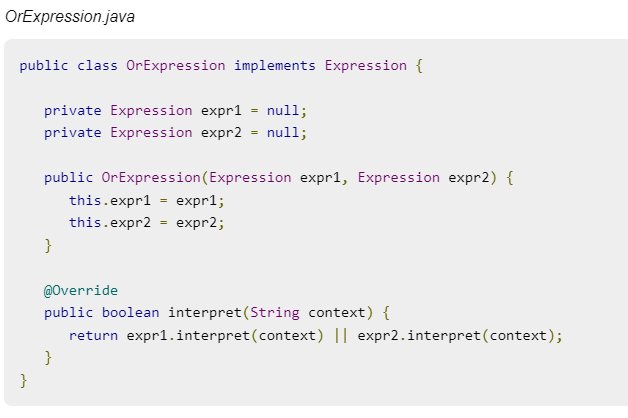 OrExpression.java
public class OrExpression implements Expression {
private Expression expr1 = null;
private Expression expr2 = null;
public OrExpression(Expression expr1, Expression expr2) {
this.expr1 = expr1;
this.expr2 = expr2;
}
@Override
public boolean interpret(String context) {
return expr1.interpret(context) || expr2.interpret(context);
}
}